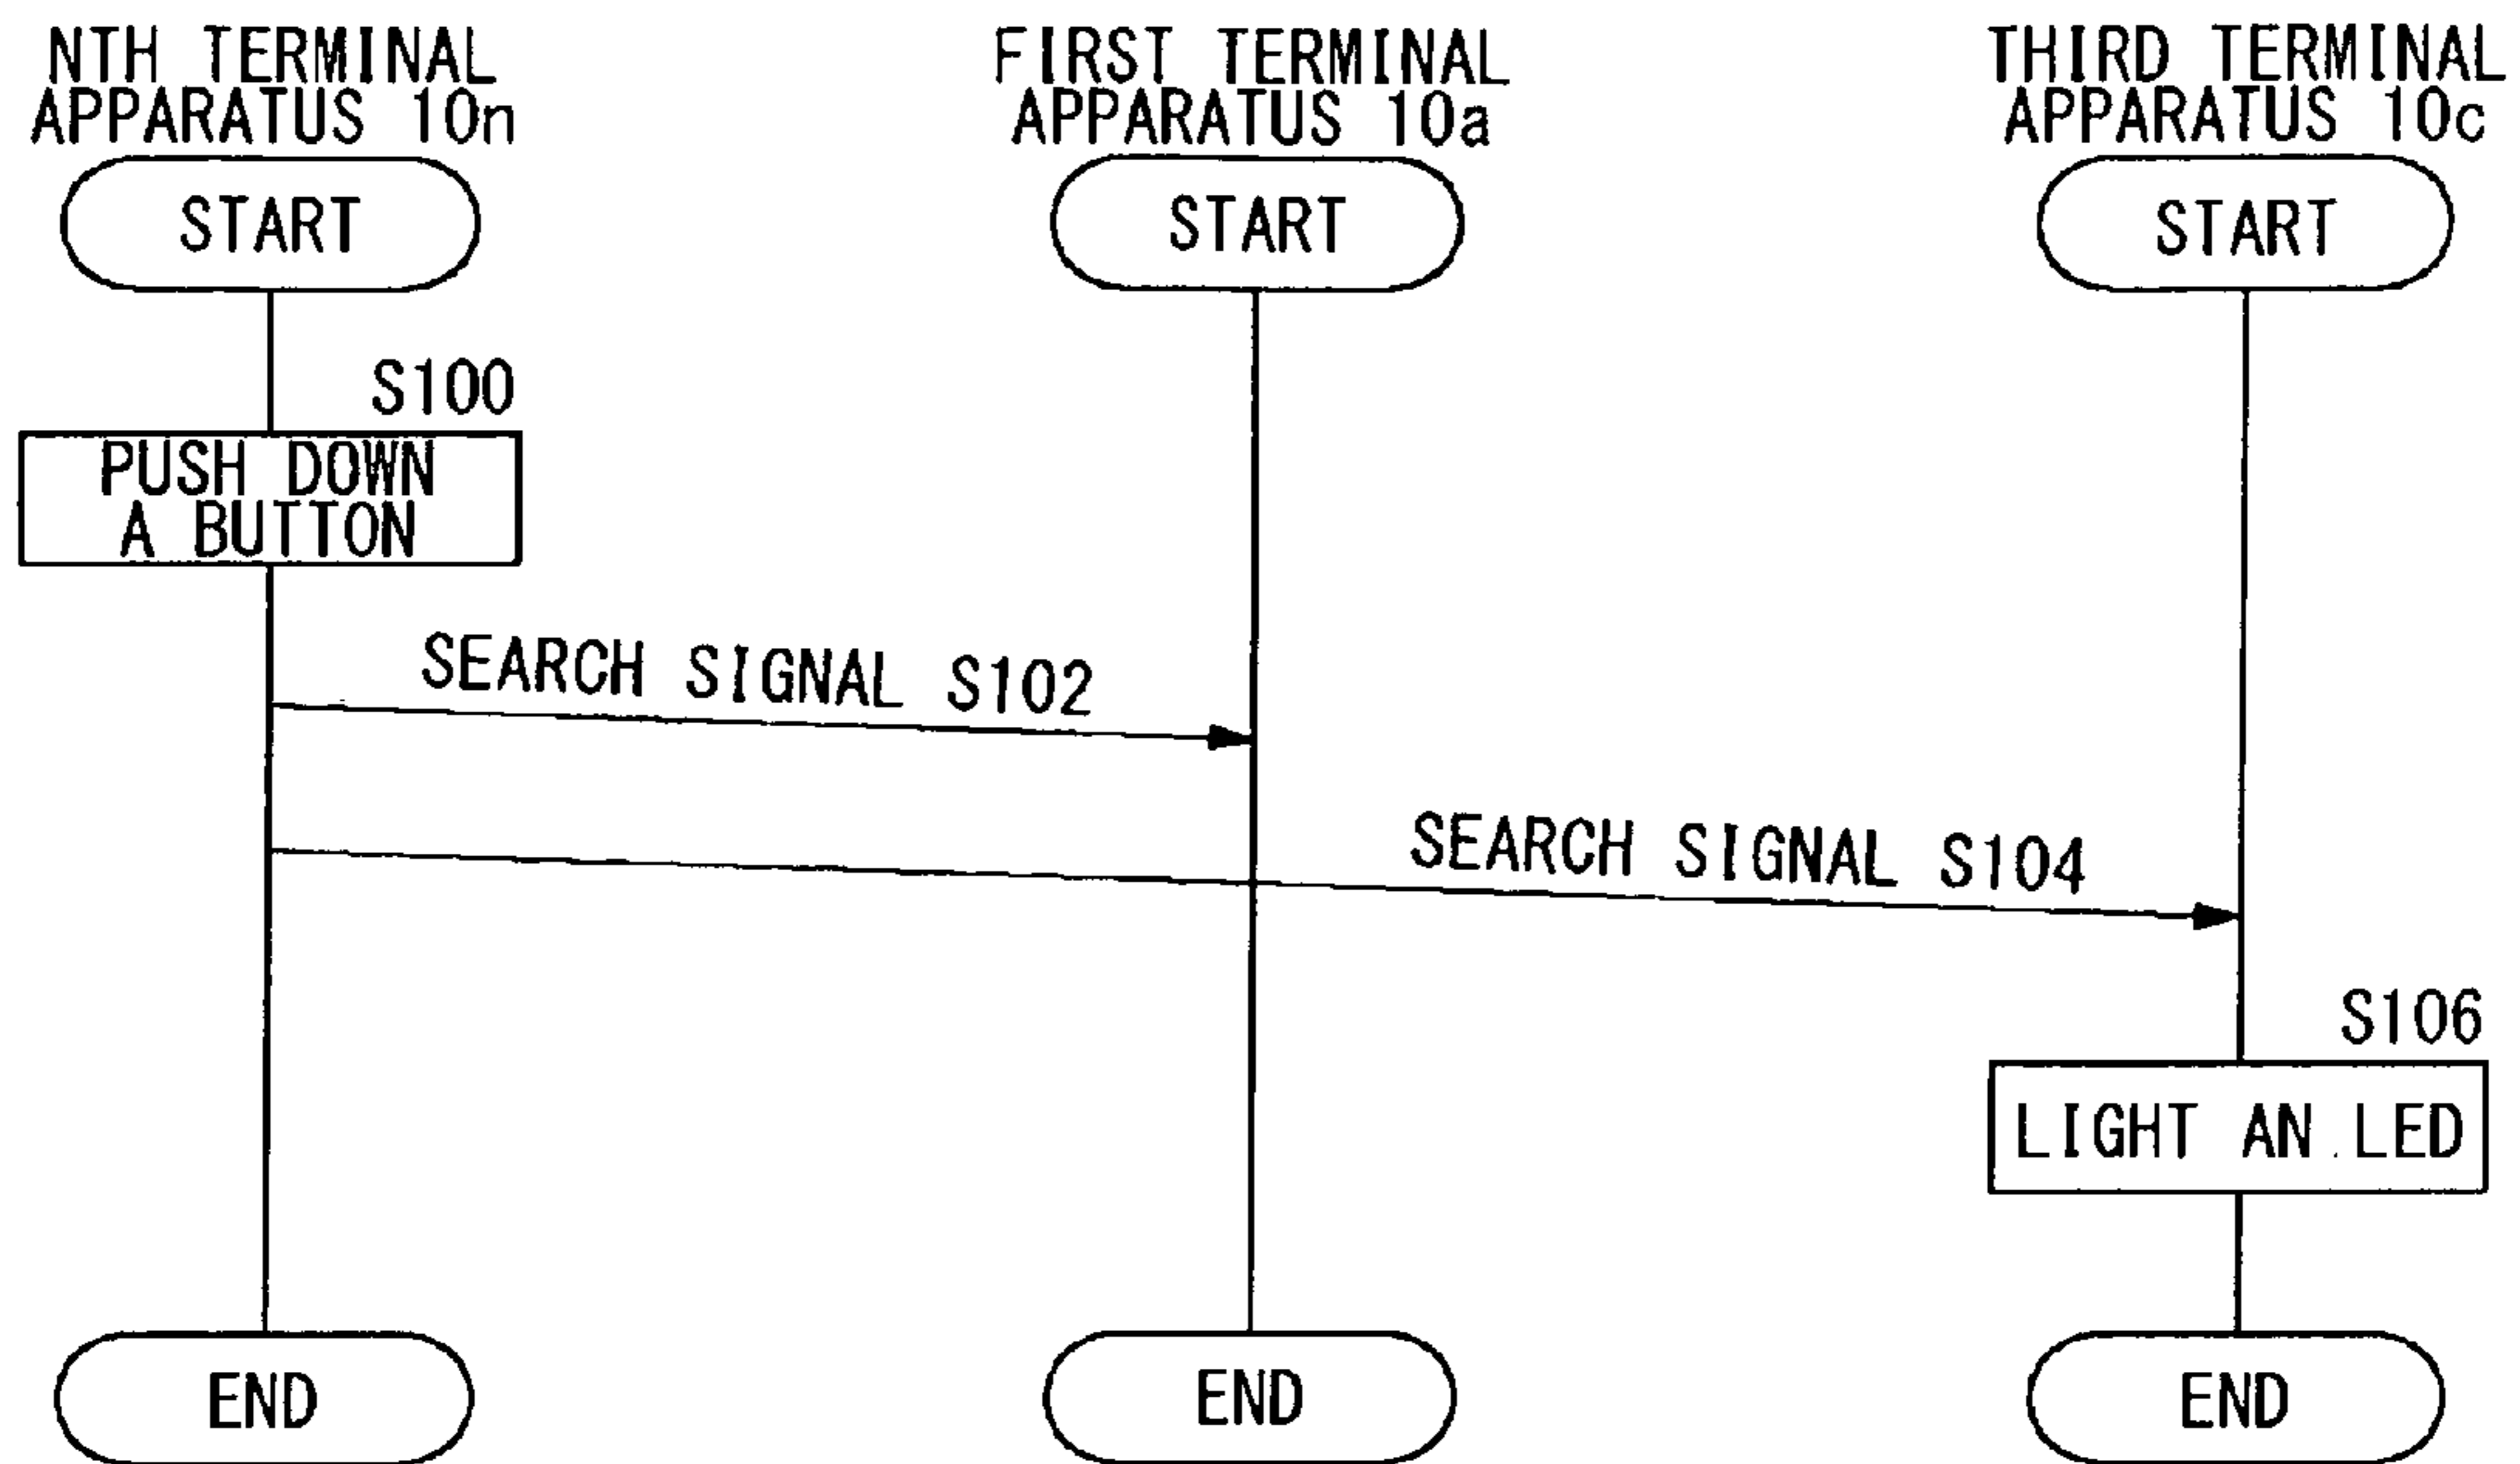 NTH TERMINAL
APPARATUS 10n
FIRST TERMINAL
APPARATUS 10a
THIRD TERMINAL
APPARATUS 10c
START
START
START
S100
PUSH DOWN
A BUTTON
SEARCH SIGNAL S102
SEARCH SIGNAL S104
S106
LIGHT AN LED
END
END
END